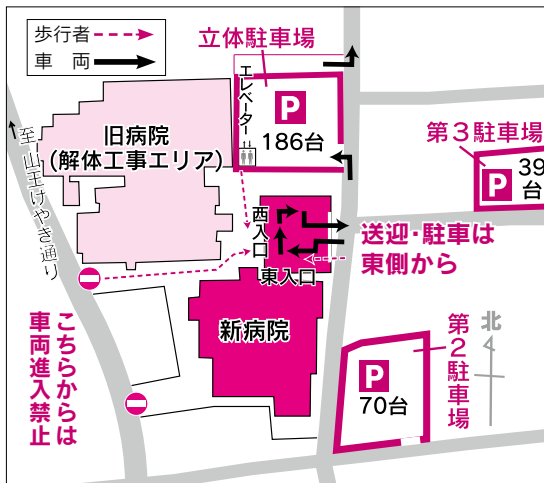 歩行者
車両
立体駐車場
エレベーター
P
186台
旧病院
(解体工事エリア)
至 山王けやき通り
第3駐車場
P
39
台
西入口
送迎・駐車は
東側から
東入口
新病院
こちらからは
車両進入禁止
第2駐車場
P
70台
北